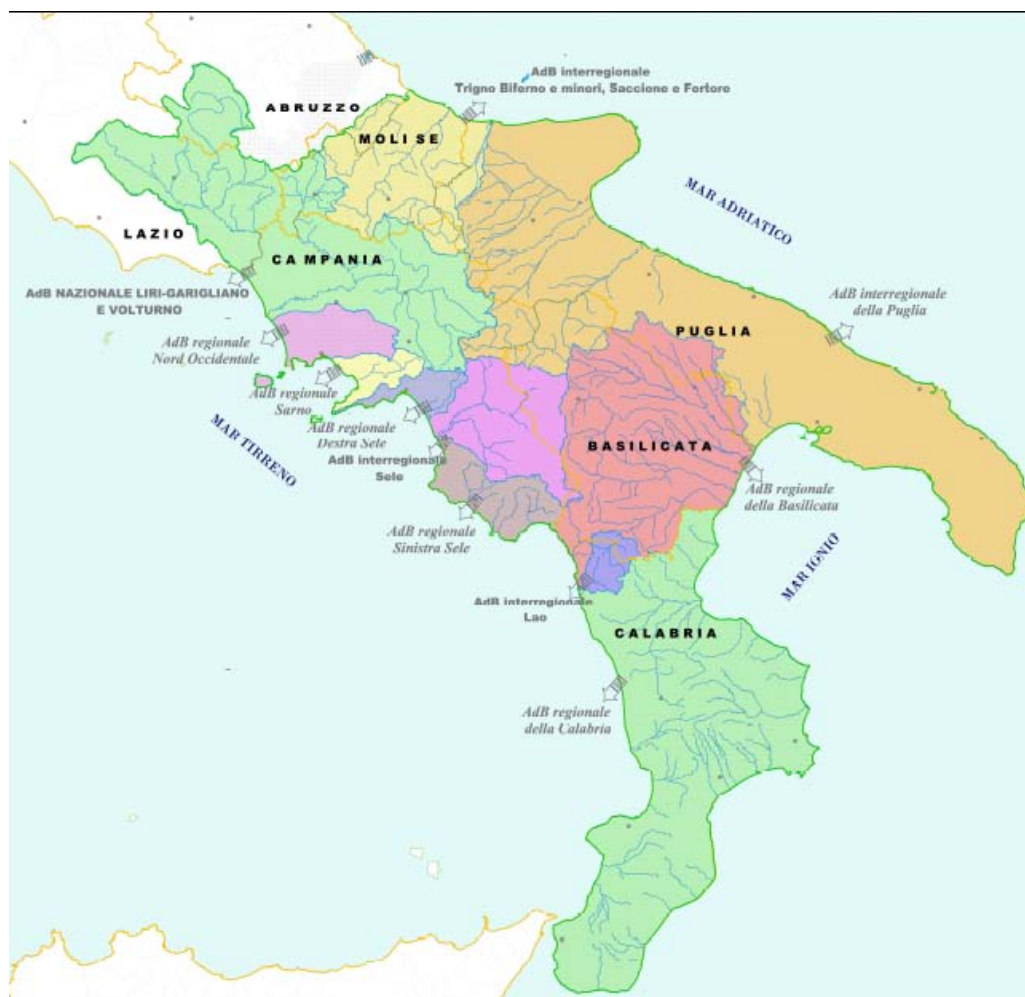 AdB interregionale
Trigno Biferno e minori, Saccione e Fortore
ABRUZZO
MOLISE
MAR ADRIATICO
LAZIO
CAMPANIA
AdB NAZIONALE LIRI-GARIGLIANO
E VOLTURNO
AdB interregionale
della Puglia
PUGLIA
AdB regionale
Nord Occidentale
AdB regionale
Sarno
MAR TIRRENO
AdB regionale
Destra Sele
AdB interregionale
Sele
BASILICATA
AdB regionale
della Basilicata
AdB regionale
Sinistra Sele
MAR IONIO
AdB interregionale
Lao
CALABRIA
AdB regionale
della Calabria